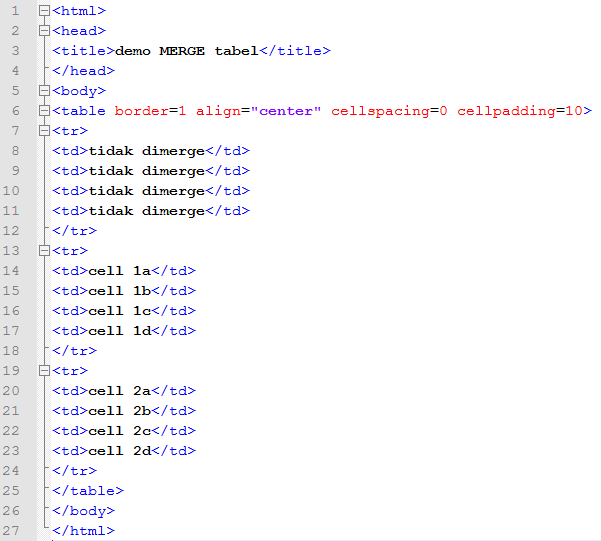 1 <html>
2 <head>
3 <title>demo MERGE tabel</title>
4 </head>
5 <body>
6 <table border=1 align="center" cellspacing=0 cellpadding=10>
7 <tr>
8 <td>tidak dimerge</td>
9 <td>tidak dimerge</td>
10 <td>tidak dimerge</td>
11 <td>tidak dimerge</td>
12 </tr>
13 <tr>
14 <td>cell 1a</td>
15 <td>cell 1b</td>
16 <td>cell 1c</td>
17 <td>cell 1d</td>
18 </tr>
19 <tr>
20 <td>cell 2a</td>
21 <td>cell 2b</td>
22 <td>cell 2c</td>
23 <td>cell 2d</td>
24 </tr>
25 </table>
26 </body>
27 </html>